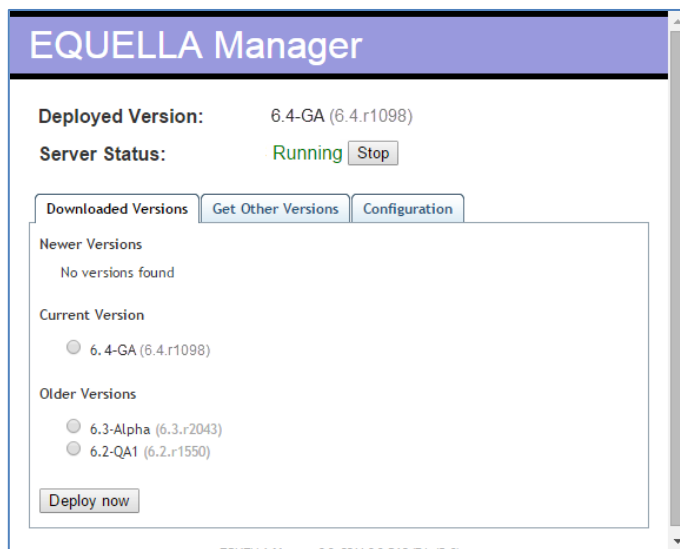 EQUELLA Manager
Deployed Version: 6.4-GA (6.4.r1098)
Server Status: Running Stop
Downloaded Versions Get Other Versions Configuration
Newer Versions
No versions found
Current Version
6.4-GA (6.4.r1098)
Older Versions
6.3-Alpha (6.3.r2043)
6.2-QA1 (6.2.r1550)
Deploy now